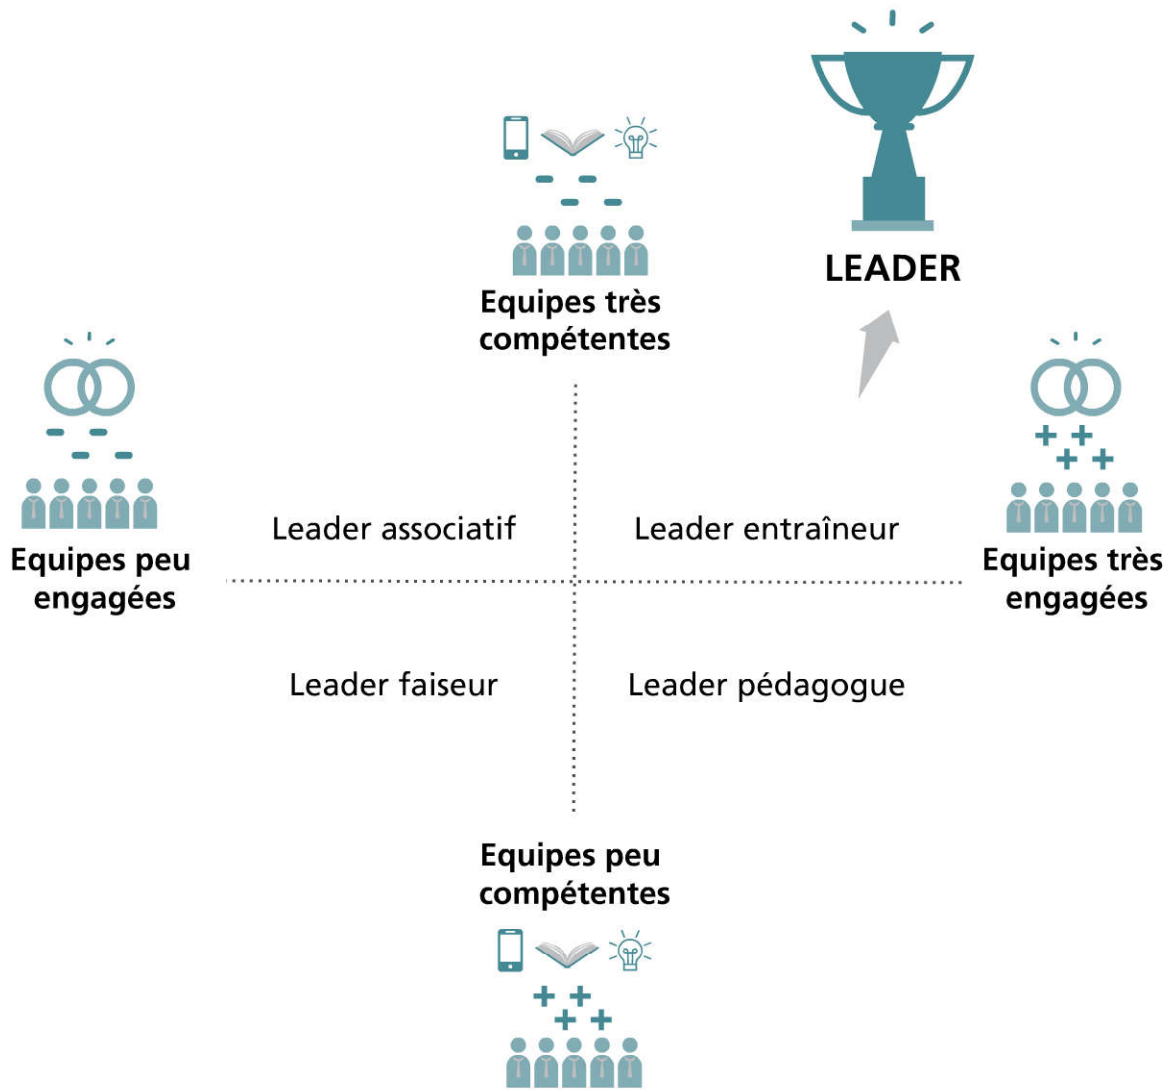 LEADER
Equipes très
compétentes
Equipes peu
engagées
Leader associatif
Leader entraîneur
Equipes très
engagées
Leader faiseur
Leader pédagogue
Equipes peu
compétentes